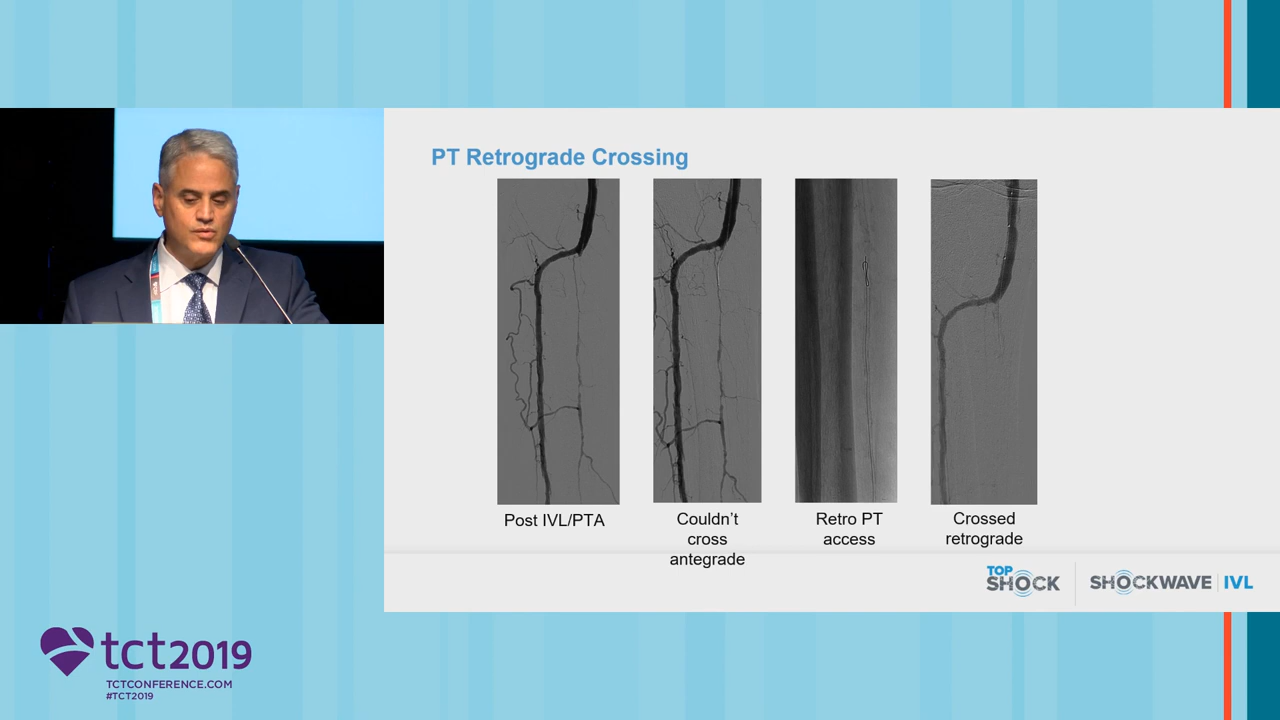 PT Retrograde Crossing
Post IVL/PTA
Couldn't
cross
antegrade
Retro PT
access
Crossed
retrograde
TOP
SHOCK
SHOCKWAVE | IVL
tct2019
TCTCONFERENCE.COM
#TCT2019